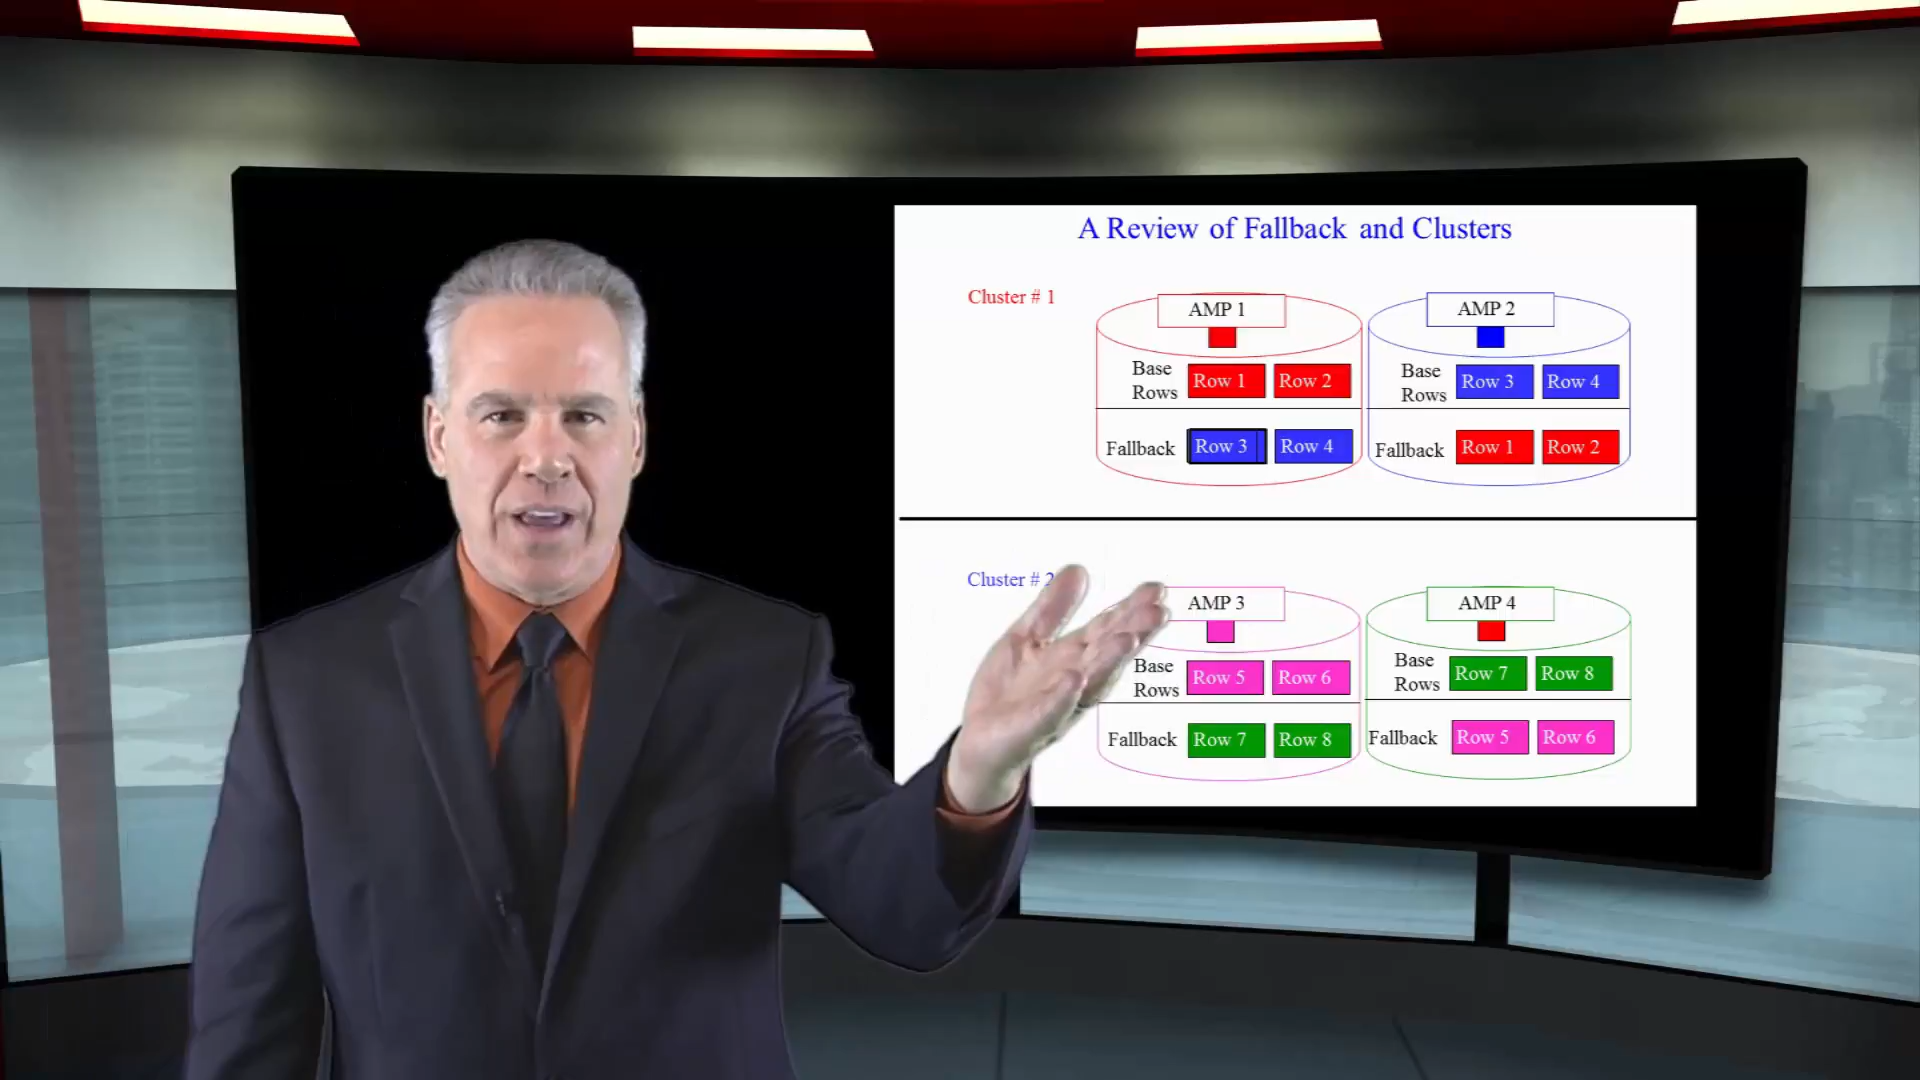 A Review of Fallback and Clusters
Cluster # 1
AMP 1
AMP 2
Base
Rows
Row 1
Row 2
Base
Rows
Row 3
Row 4
Fallback
Row 3
Row 4
Fallback
Row 1
Row 2
Cluster # 2
AMP 3
AMP 4
Base
Rows
Row 5
Row 6
Base
Rows
Row 7
Row 8
Fallback
Row 7
Row 8
Fallback
Row 5
Row 6